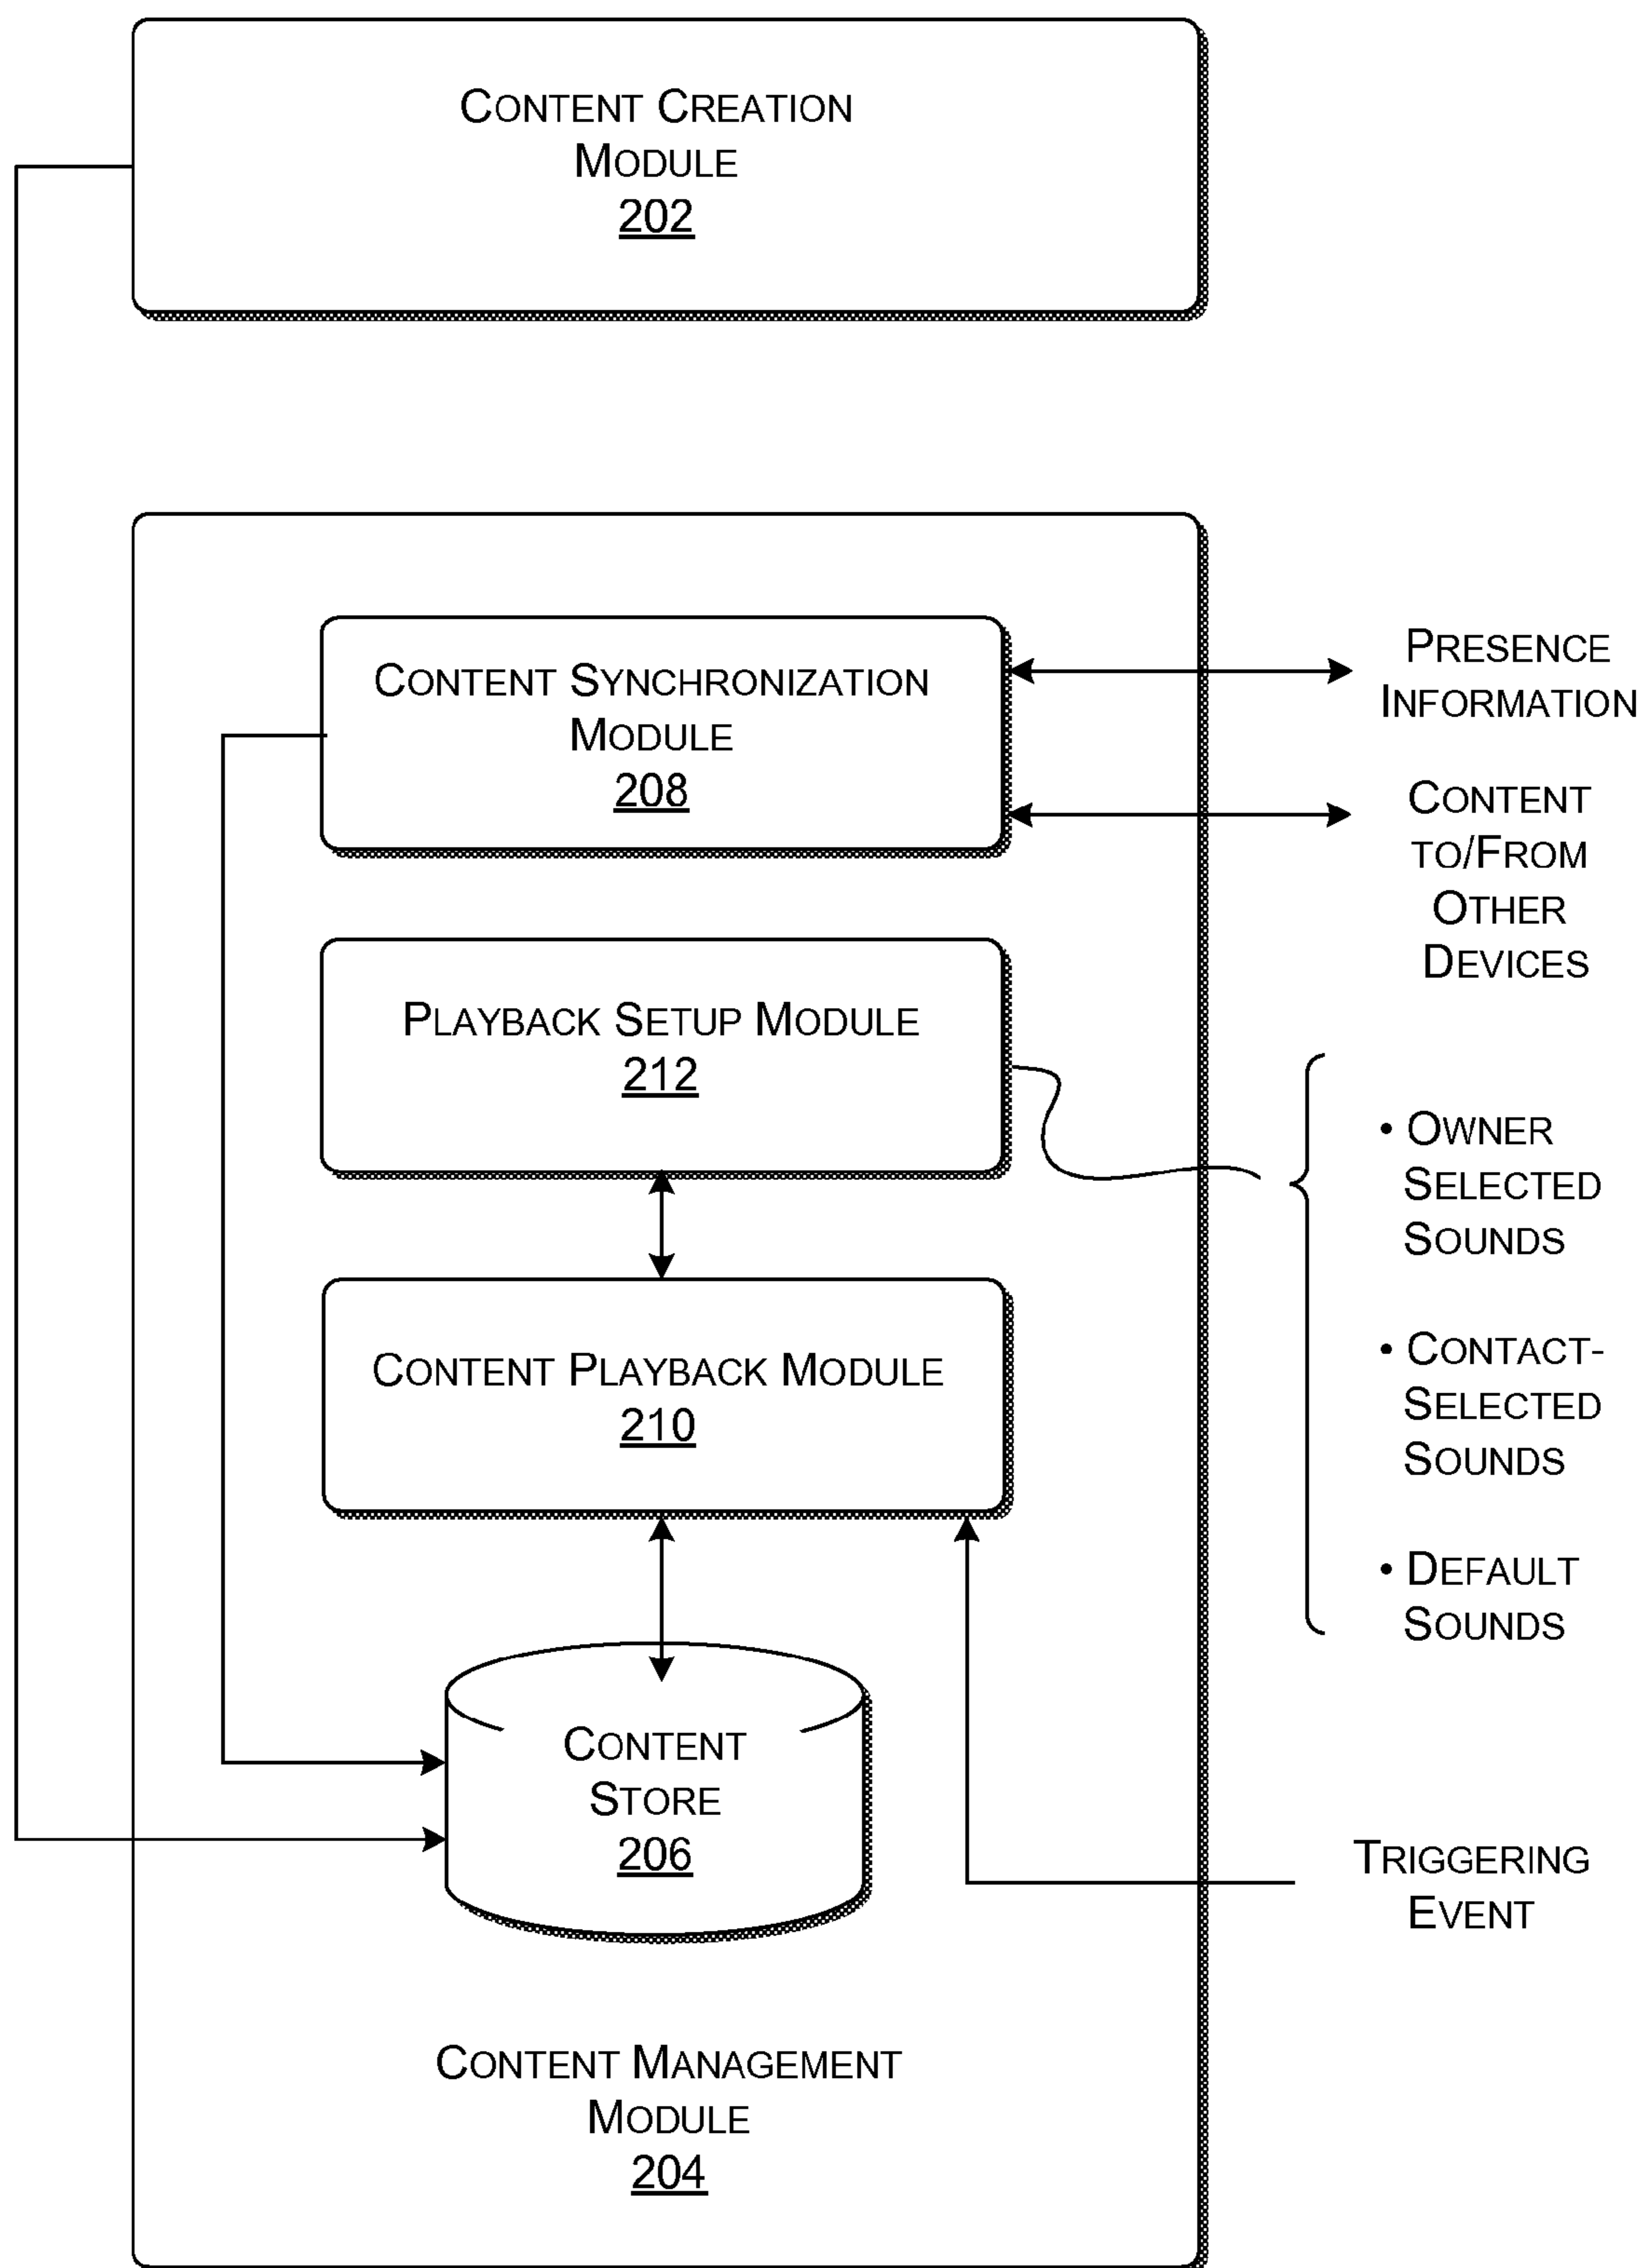 CONTENT CREATION
MODULE
202
CONTENT SYNCHRONIZATION
MODULE
208
PRESENCE
INFORMATION
CONTENT
TO/FROM
OTHER
DEVICES
PLAYBACK SETUP MODULE
212
• OWNER
SELECTED
SOUNDS
• CONTACT-
SELECTED
SOUNDS
• DEFAULT
SOUNDS
CONTENT PLAYBACK MODULE
210
CONTENT
STORE
206
TRIGGERING
EVENT
CONTENT MANAGEMENT
MODULE
204